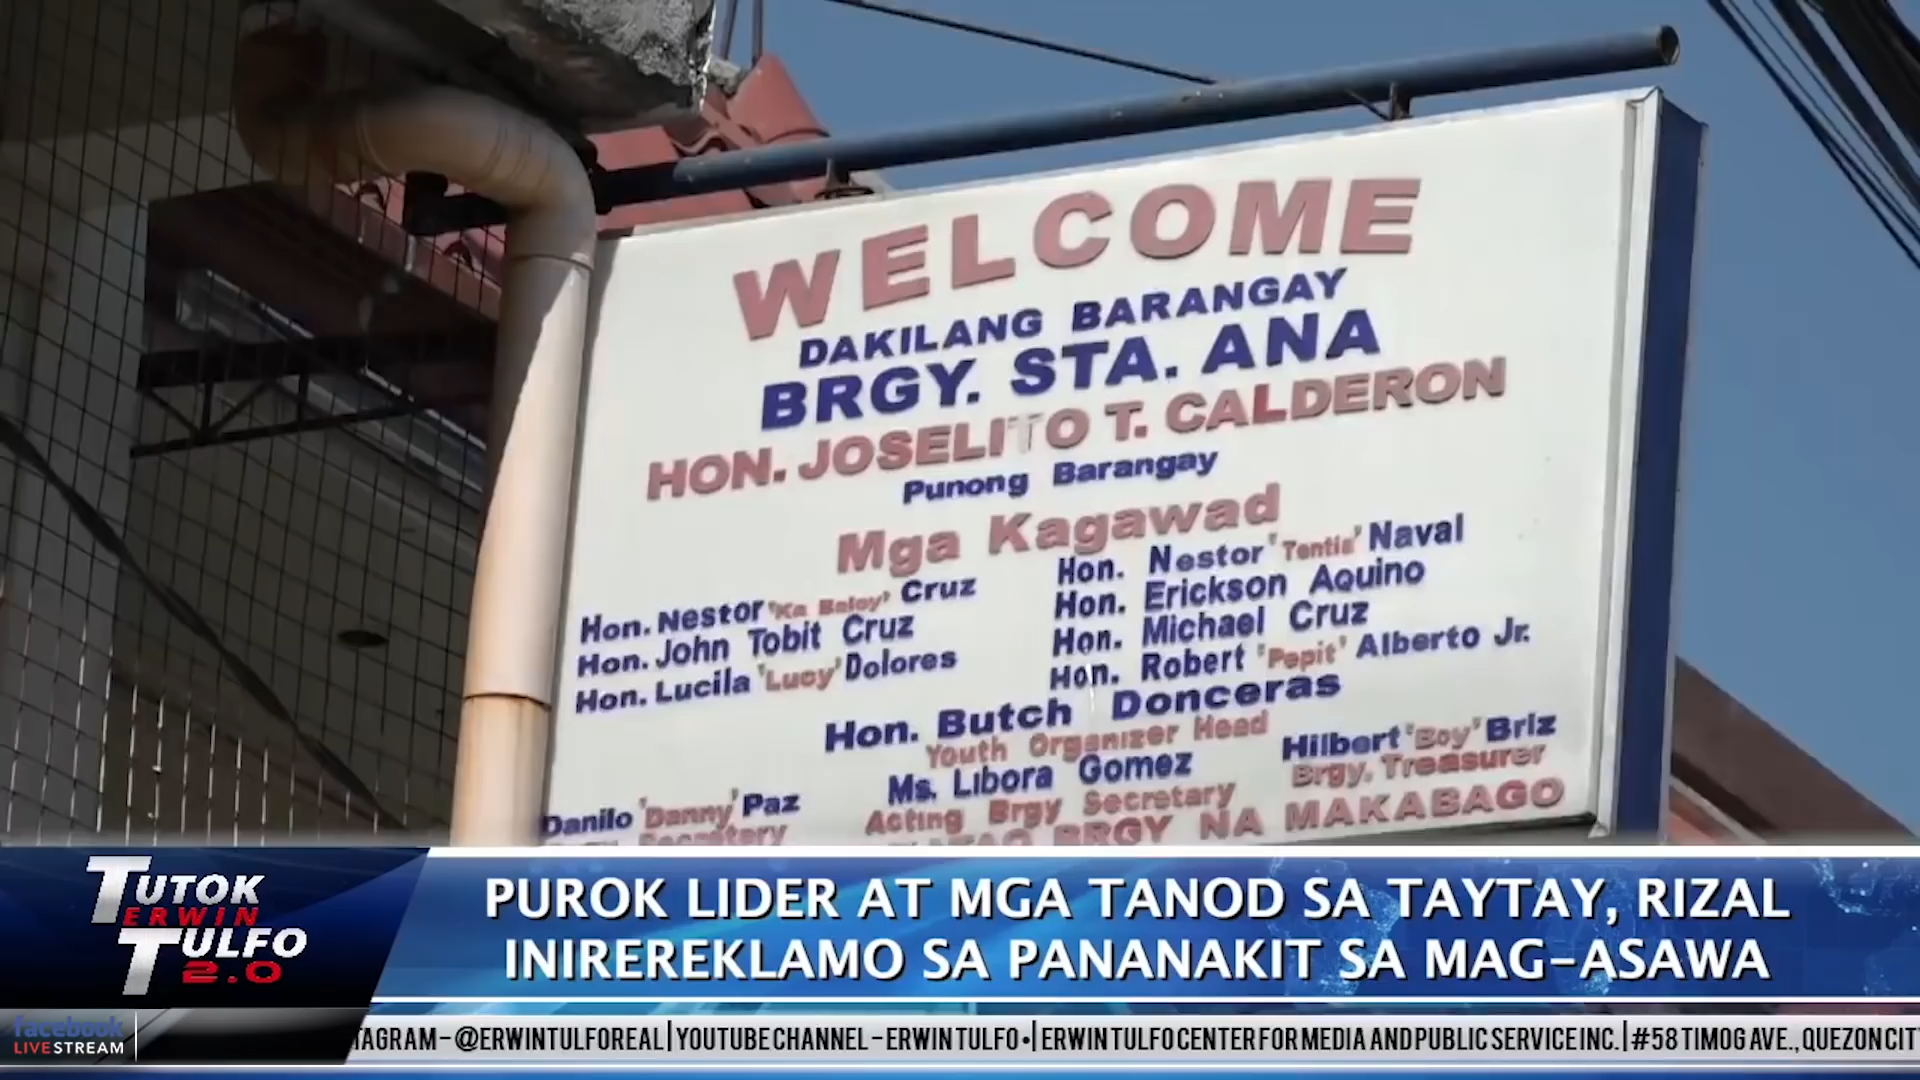 WELCOME
DAKILANG BARANGAY
BRGY. STA. ANA
HON. JOSELITO T. CALDERON
Punong Barangay
Mga Kagawad
Hon. Nestor 'Ka Baloy' Cruz
Hon. John Tobit Cruz
Hon. Lucila 'Lucy' Dolores
Hon. Nestor 'Tentis' Naval
Hon. Erickson Aquino
Hon. Michael Cruz
Hon. Robert 'Pepit' Alberto Jr.
Hon. Butch Donceras
Youth Organizer Head
Danilo 'Danny' Paz
Secretary
Ms. Libora Gomez
Acting Brgy Secretary
Hilbert 'Boy' Briz
Brgy. Treasurer
BRGY NA MAKABAGO
TUTOK
ERWIN
TULFO
2.0
PUROK LIDER AT MGA TANOD SA TAYTAY, RIZAL
INIREREKLAMO SA PANANAKIT SA MAG-ASAWA
facebook
LIVESTREAM
TAGRAM - @ERWINTULFOREAL | YOUTUBE CHANNEL - ERWIN TULFO • | ERWIN TULFO CENTER FOR MEDIA AND PUBLIC SERVICE INC. | #58 TIMOG AVE., QUEZON CIT